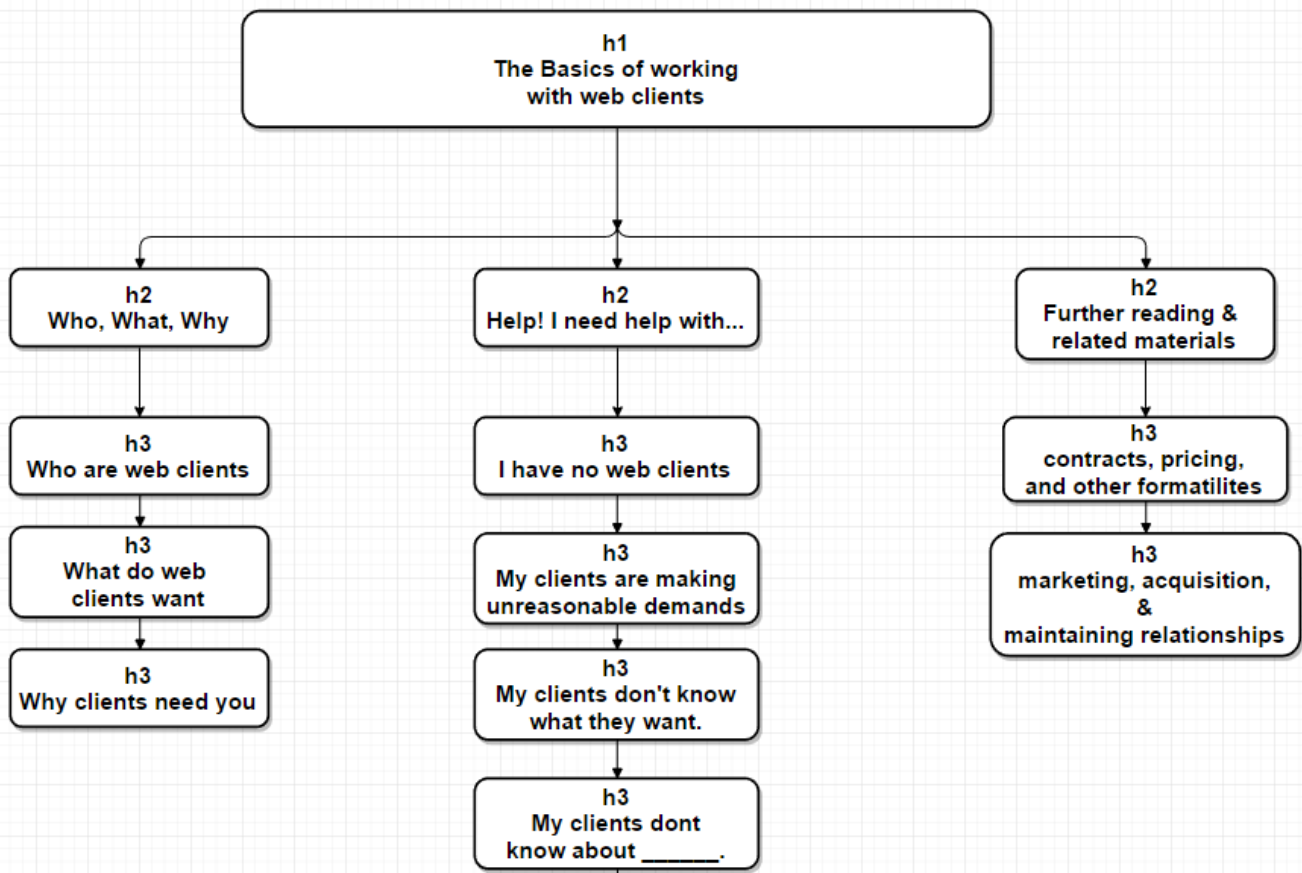 h1
The Basics of working
with web clients
h2
Who, What, Why
h3
Who are web clients
h3
What do web
clients want
h3
Why clients need you
h2
Help! I need help with...
h3
I have no web clients
h3
My clients are making
unreasonable demands
h3
My clients don't know
what they want.
h3
My clients dont
know about ______.
h2
Further reading &
related materials
h3
contracts, pricing,
and other formatilites
h3
marketing, acquisition,
&
maintaining relationships